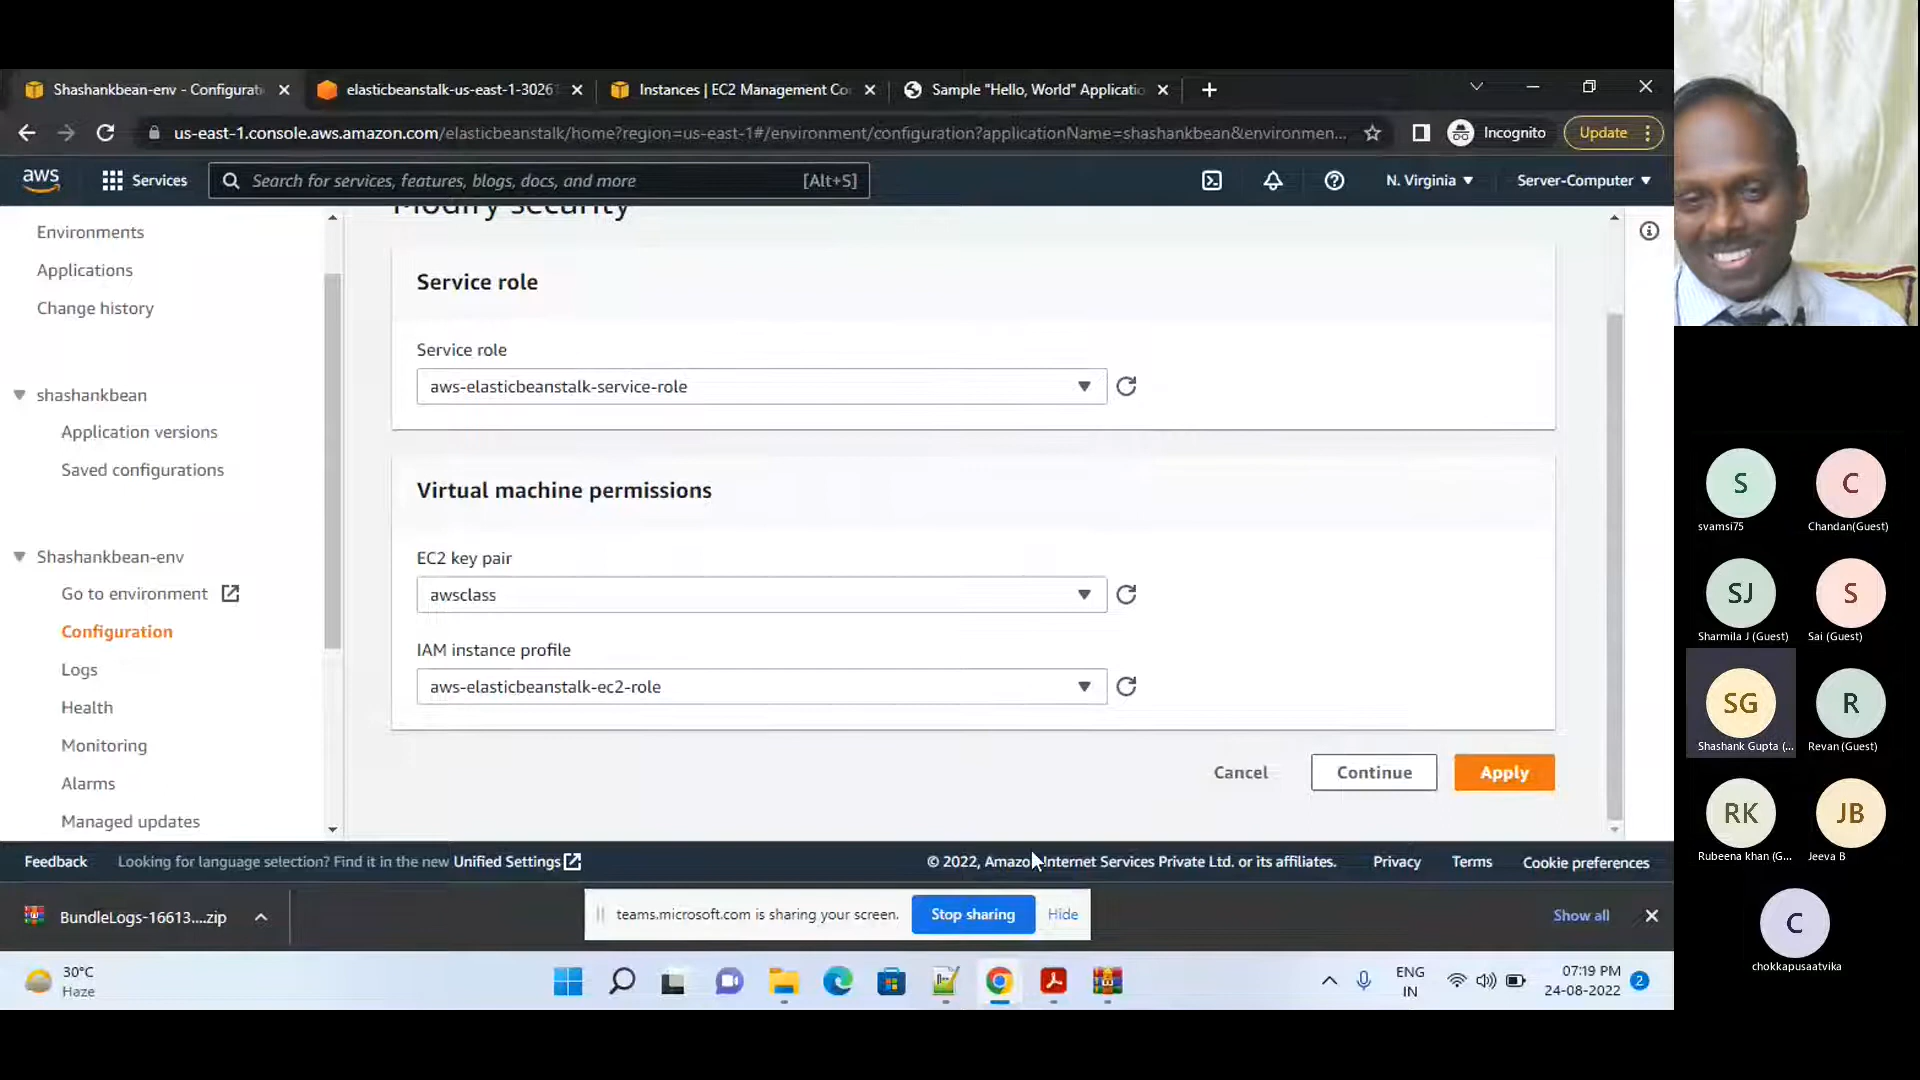 Shashankbean-env - Configurati
elasticbeanstalk-us-east-1-30261
Instances | EC2 Management Co
Sample "Hello, World" Applicatio
us-east-1.console.aws.amazon.com/elasticbeanstalk/home?region=us-east-1#/environment/configuration?applicationName=shashankbean&environmen...
Incognito
Update
aws
Services
Search for services, features, blogs, docs, and more
[Alt+S]
N. Virginia
Server-Computer
Modify security
Environments
Applications
Change history
shashankbean
Application versions
Saved configurations
Shashankbean-env
Go to environment
Configuration
Logs
Health
Monitoring
Alarms
Managed updates
Service role
Service role
aws-elasticbeanstalk-service-role
Virtual machine permissions
EC2 key pair
awsclass
IAM instance profile
aws-elasticbeanstalk-ec2-role
Cancel
Continue
Apply
Feedback
Looking for language selection? Find it in the new Unified Settings
© 2022, Amazon Internet Services Private Ltd. or its affiliates.
Privacy
Terms
Cookie preferences
BundleLogs-16613....zip
teams.microsoft.com is sharing your screen.
Stop sharing
Hide
Show all
30°C
Haze
ENG
IN
07:19 PM
24-08-2022
2
S
svamsi75
C
Chandan(Guest)
SJ
Sharmila J (Guest)
S
Sai (Guest)
SG
Shashank Gupta (...
R
Revan (Guest)
RK
Rubeena khan (G...
JB
Jeeva B
C
chokkapusaatvika